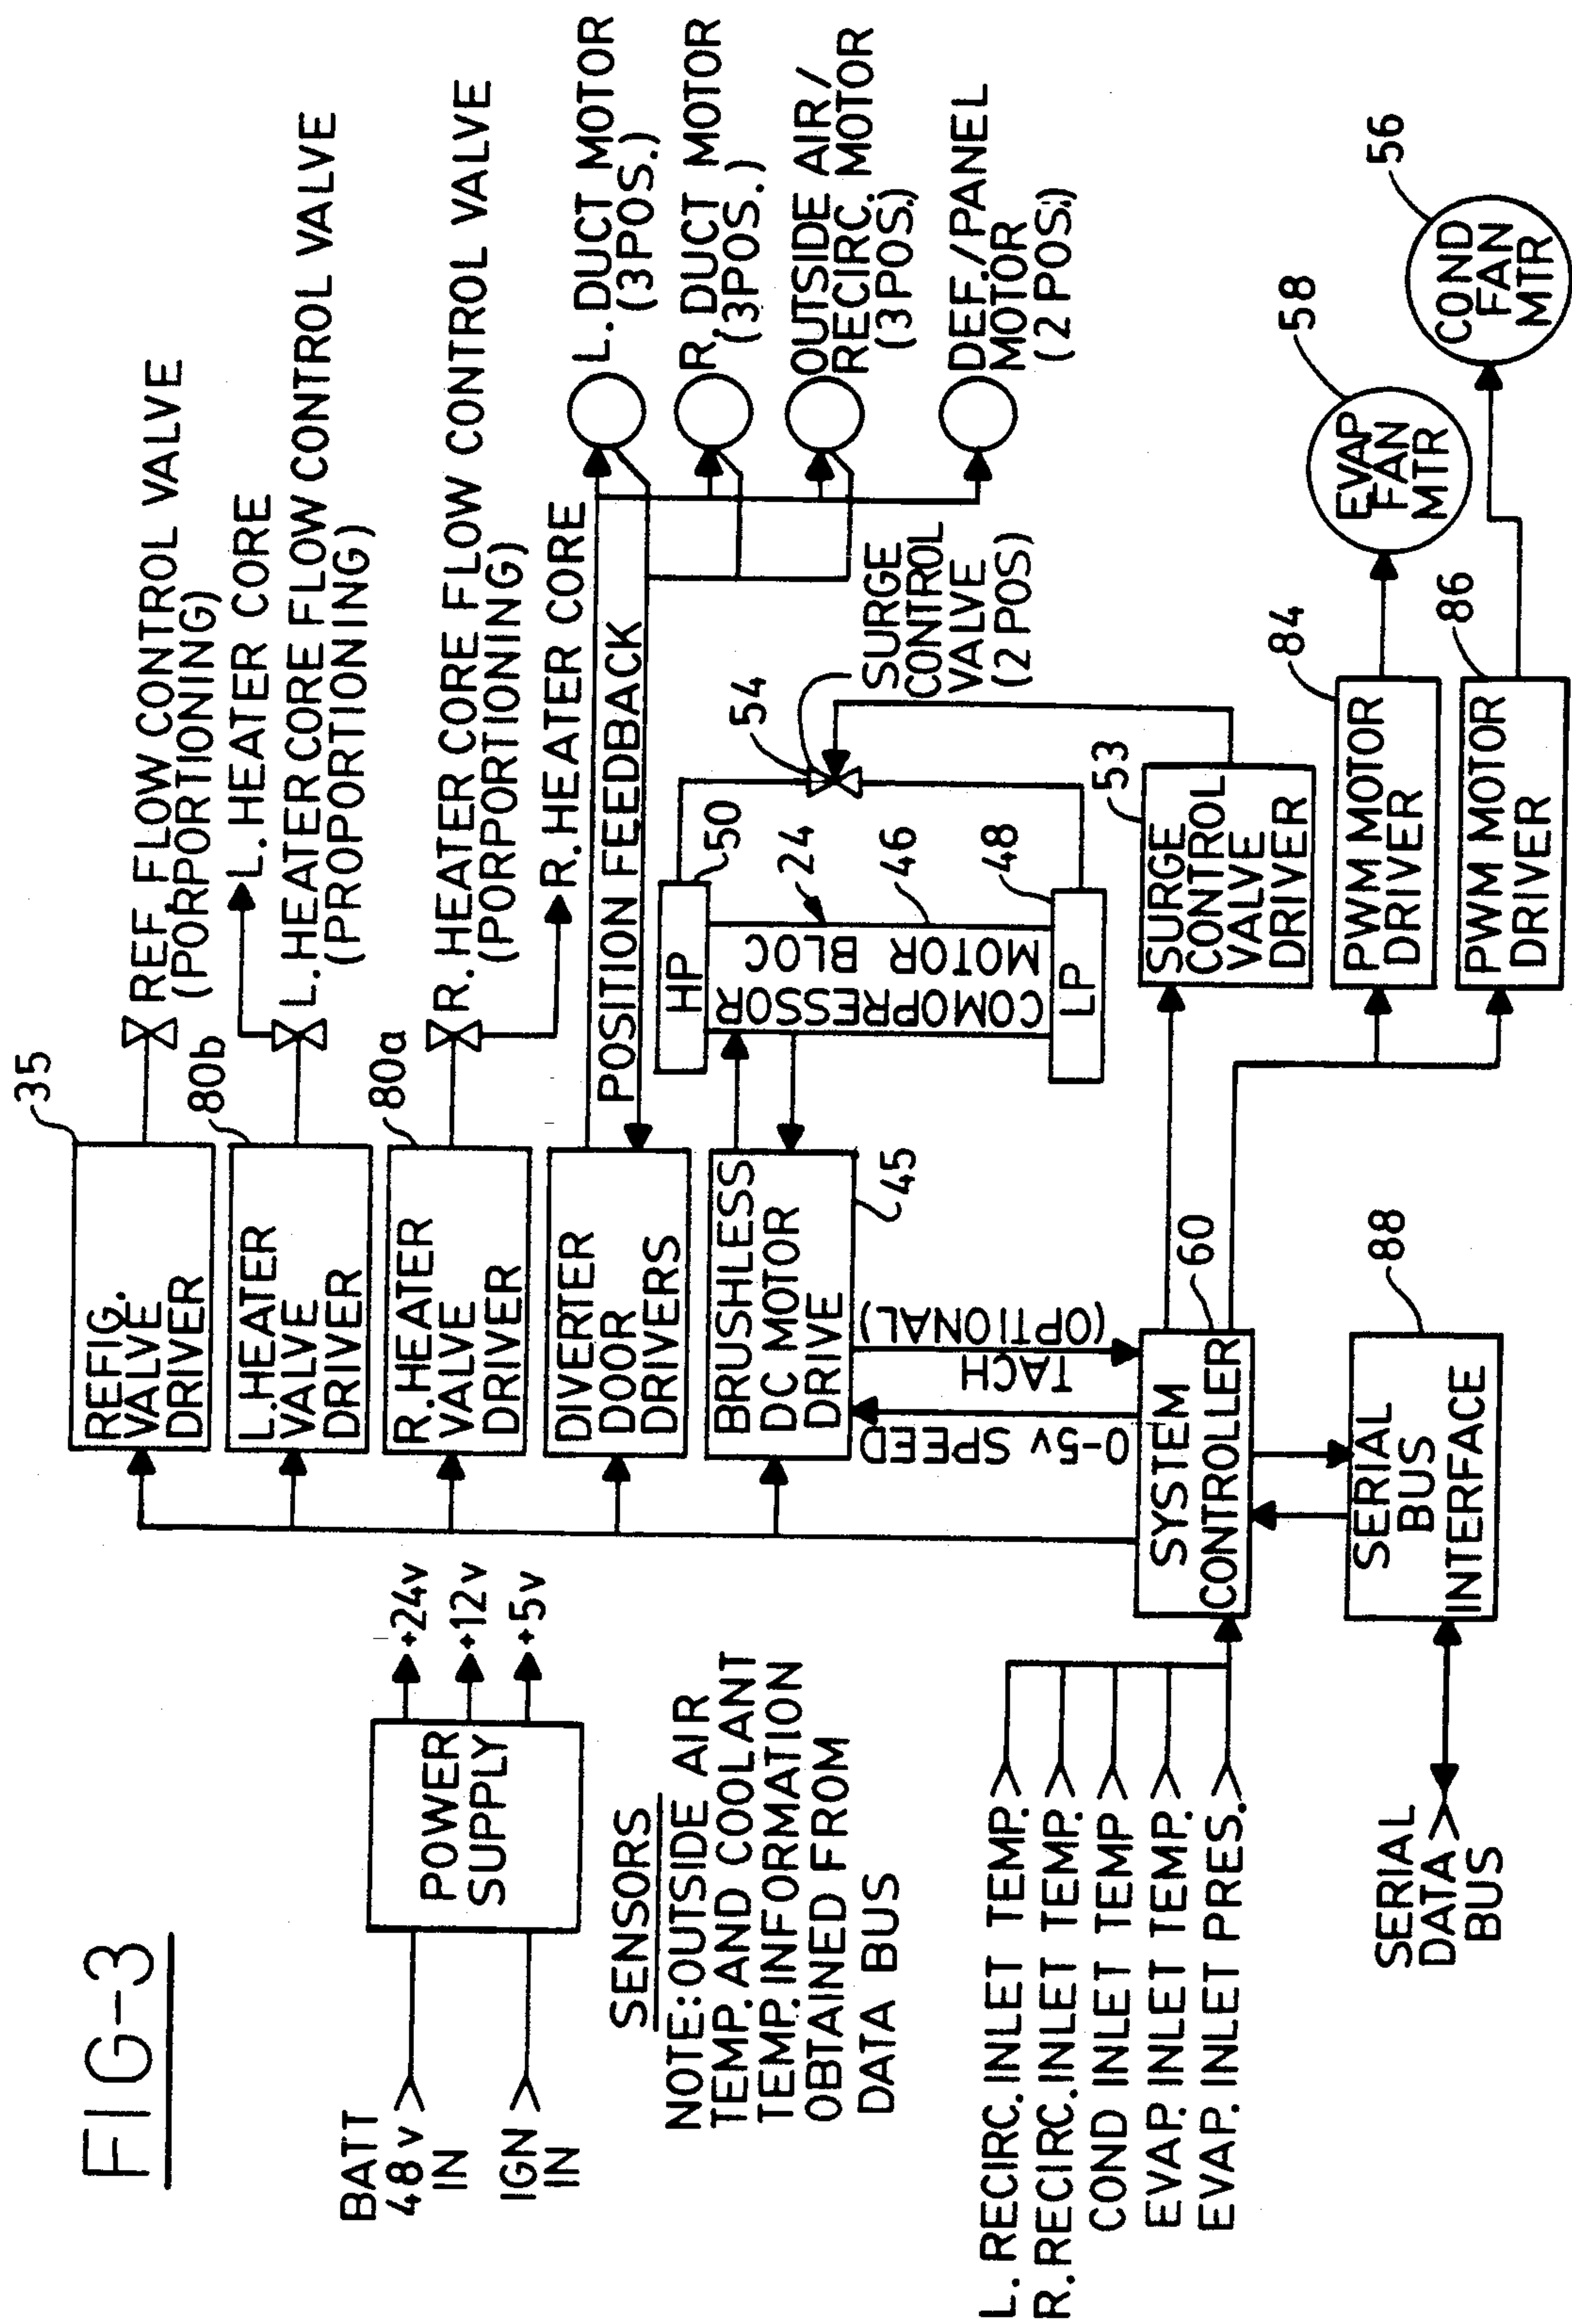 FIG-3
BATT
48v
IN
IGN
IN
POWER
SUPPLY
+24v
+12v
+5v
SENSORS
NOTE:OUTSIDE AIR
TEMP. AND COOLANT
TEMP. INFORMATION
OBTAINED FROM
DATA BUS
L. RECIRC. INLET TEMP.
R. RECIRC. INLET TEMP.
COND INLET TEMP
EVAP. INLET TEMP.
EVAP. INLET PRES.
SERIAL
DATA
BUS
REFIG.
VALVE
DRIVER
35
REF FLOW CONTROL VALVE
(PORPORTIONING)
L.HEATER
VALVE
DRIVER
80b
L. HEATER CORE
L. HEATER CORE FLOW CONTROL VALVE
(PROPORTIONING)
R.HEATER
VALVE
DRIVER
80a
R. HEATER CORE FLOW CONTROL VALVE
(PORPORTIONING)
R. HEATER CORE
DIVERTER
DOOR
DRIVERS
POSITION FEEDBACK
L. DUCT MOTOR
(3POS.)
R. DUCT MOTOR
(3POS.)
OUTSIDE AIR/
RECIRC. MOTOR
(3 POS.)
DEF./PANEL
MOTOR
(2 POS.)
BRUSHLESS
DC MOTOR
DRIVE
45
0-5v SPEED
TACH
(OPTIONAL)
HP
50
COMOPRESSOR
MOTOR BLOC
24
46
LP
48
54
SURGE
CONTROL
VALVE
(2 POS)
SYSTEM
CONTROLLER
60
SERIAL
BUS
INTERFACE
88
SURGE
CONTROL
VALVE
DRIVER
53
PWM MOTOR
DRIVER
84
PWM MOTOR
DRIVER
86
EVAP
FAN
MTR
58
COND
FAN
MTR
56